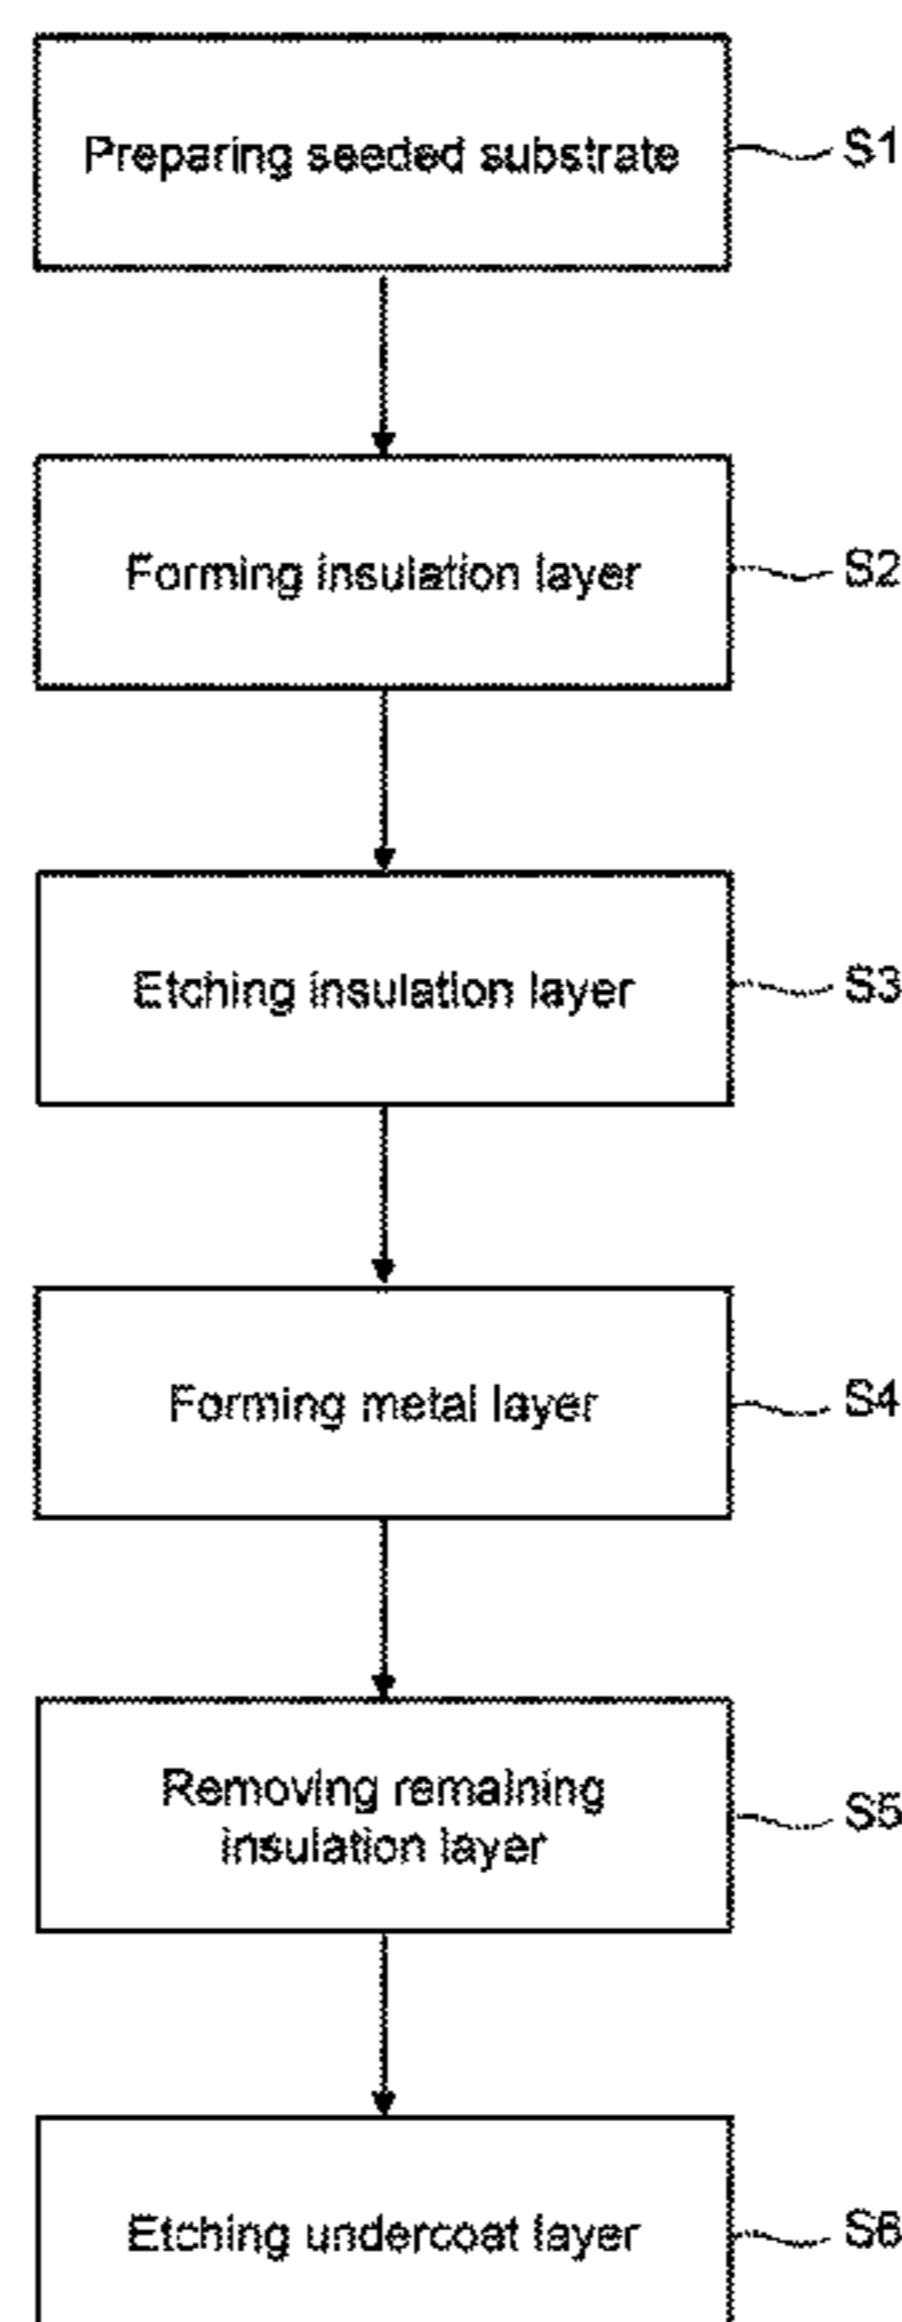 Preparing seeded substrate
S1
Forming insulation layer
S2
Etching insulation layer
S3
Forming metal layer
S4
Removing remaining
insulation layer
S5
Etching undercoat layer
S6